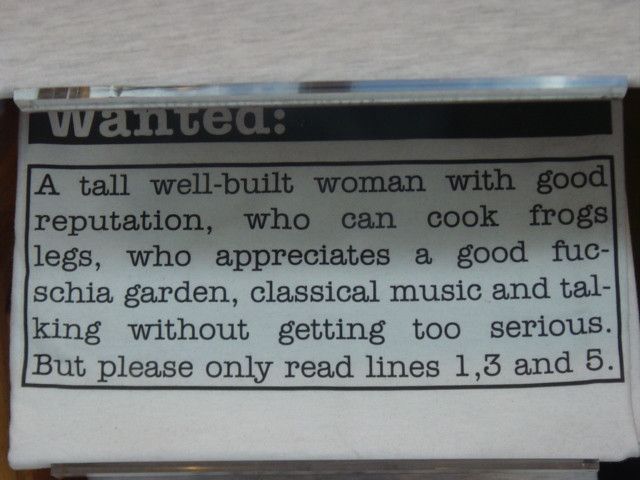 Wanted:
A tall well-built woman with good
reputation, who can cook frogs
legs, who appreciates a good fuc-
schia garden, classical music and tal-
king without getting too serious.
But please only read lines 1,3 and 5.